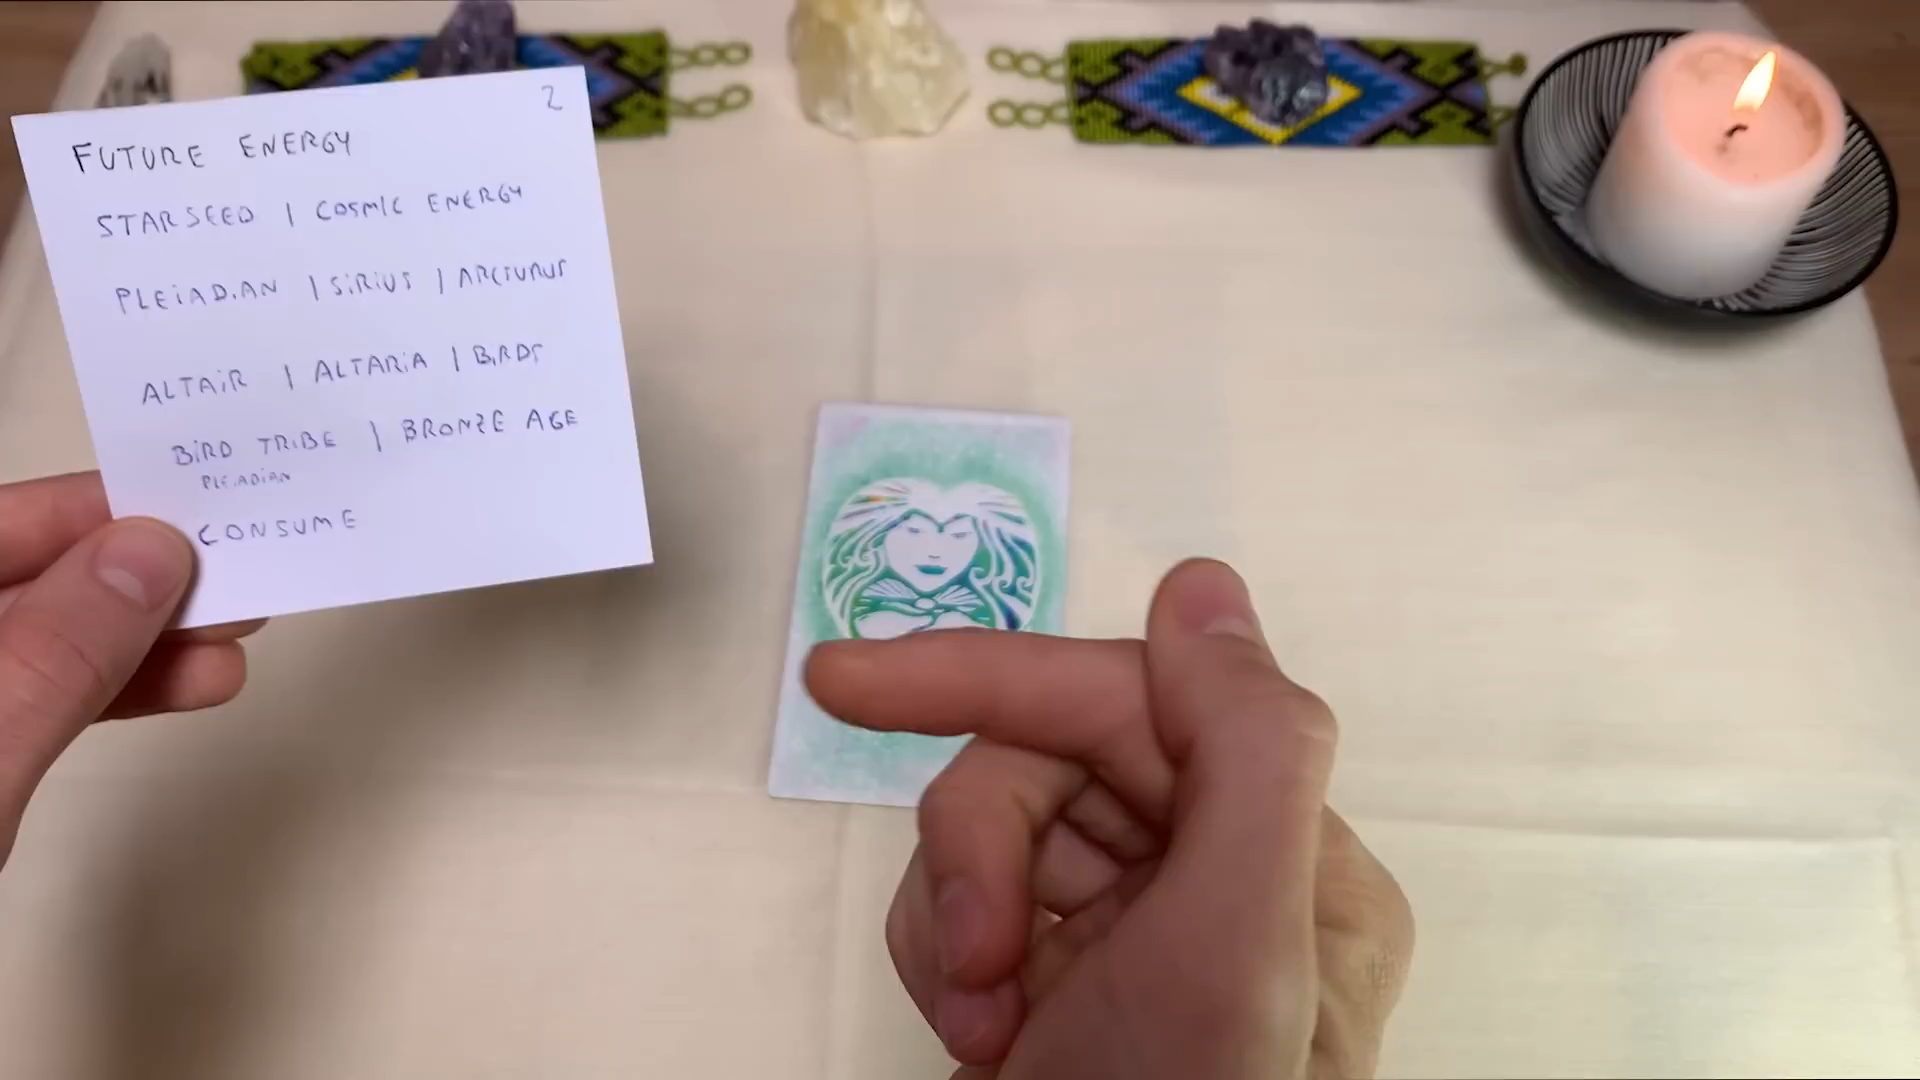 2
FUTURE ENERGY
STARSEED | COSMIC ENERGY
PLEiADiAN | SiRiUS | ARCTURUS
ALTAiR | ALTARiA | BiRDS
BiRD TRiBE | BRONZE AGE
PLEiADiAN
CONSUME